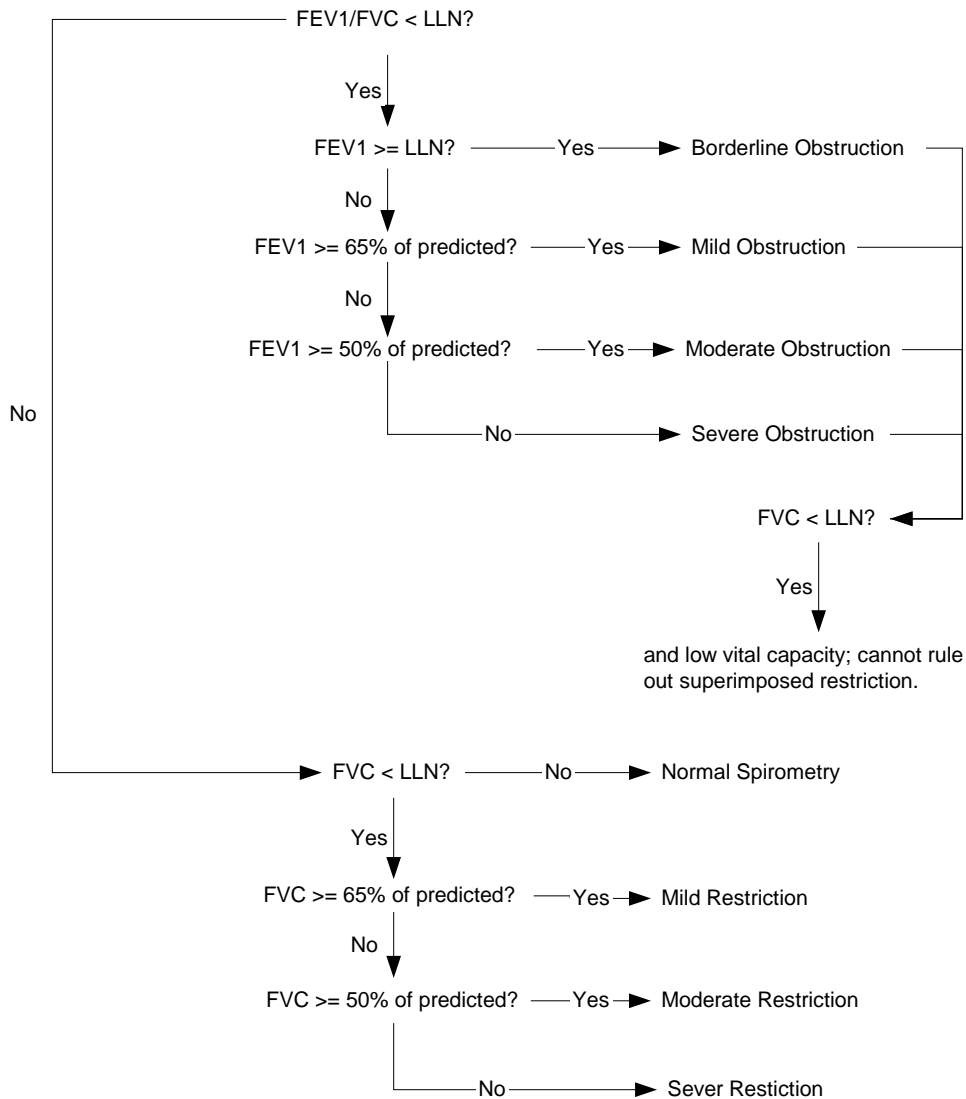 FEV1/FVC < LLN?
Yes
FEV1 >= LLN?
Yes
Borderline Obstruction
No
FEV1 >= 65% of predicted?
Yes
Mild Obstruction
No
FEV1 >= 50% of predicted?
Yes
Moderate Obstruction
No
No
Severe Obstruction
FVC < LLN?
Yes
and low vital capacity; cannot rule
out superimposed restriction.
FVC < LLN?
No
Normal Spirometry
Yes
FVC >= 65% of predicted?
Yes
Mild Restriction
No
FVC >= 50% of predicted?
Yes
Moderate Restriction
No
Sever Restiction